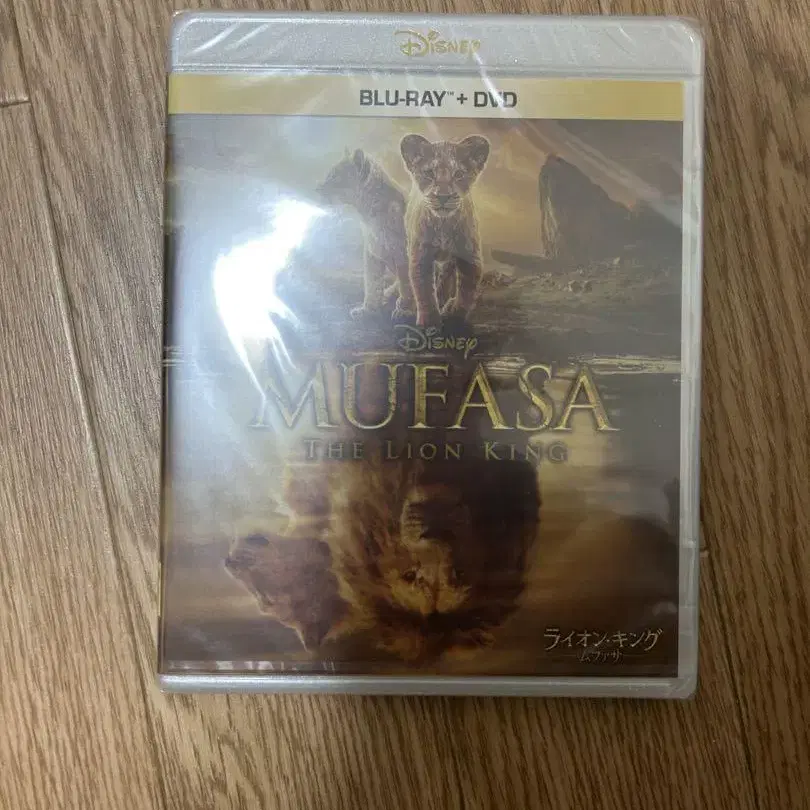 Disney
BLU-RAY™ + DVD
Disney
MUFASA
THE LION KING
ライオン・キング
ムファサ